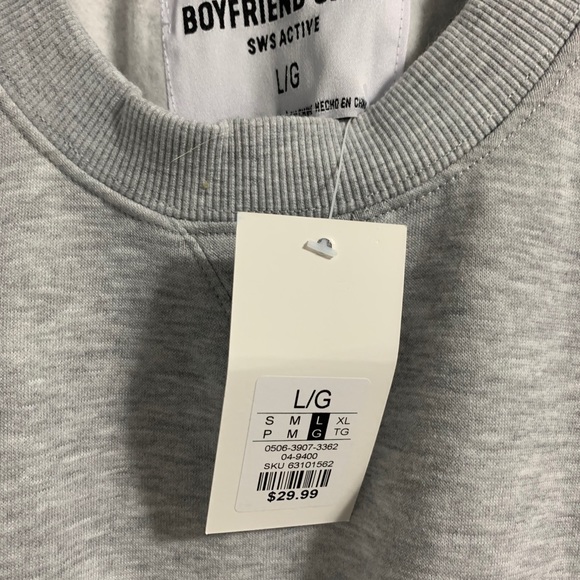 BOYFRIEND
SWS ACTIVE
L/G
HECHO EN
L/G
S M L XL
P M G TG
0506-3907-3362
04-9400
SKU 63101562
$29.99